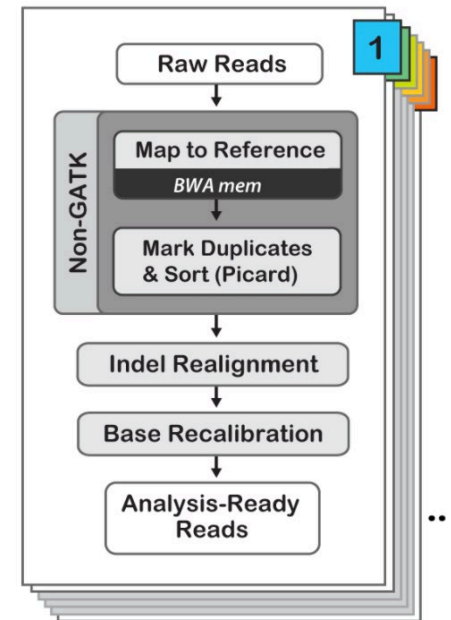 1
Raw Reads
Non-GATK
Map to Reference
BWA mem
Mark Duplicates
& Sort (Picard)
Indel Realignment
Base Recalibration
Analysis-Ready
Reads
..